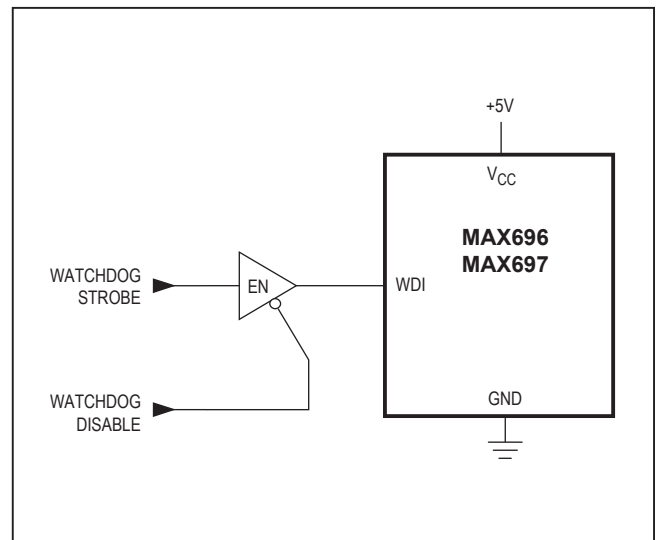 +5V
VCC
MAX696
MAX697
WATCHDOG
STROBE
EN
WDI
WATCHDOG
DISABLE
GND